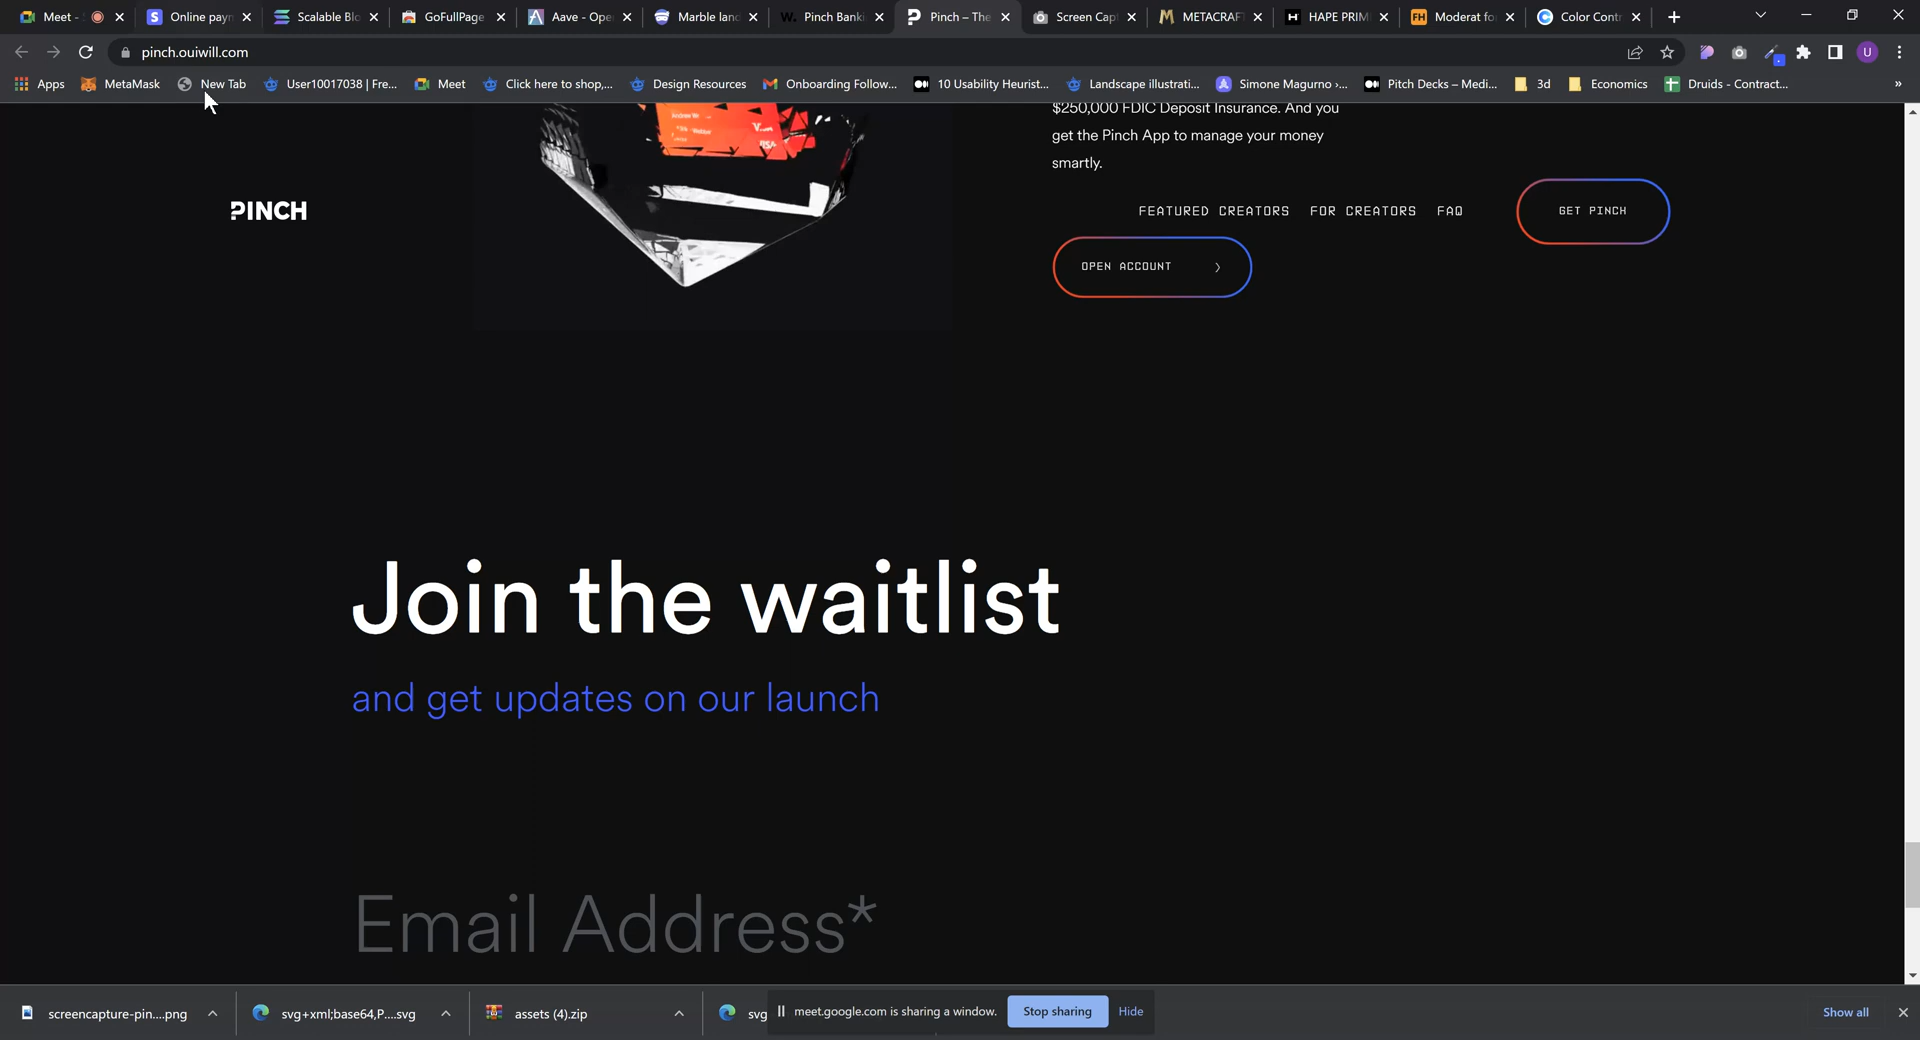 Meet -
Online payn
Scalable Blo
GoFullPage
Aave - Ope
Marble land
Pinch Banki
Pinch – The
Screen Capt
METACRAF
HAPE PRIM
Moderat fo
Color Contr
pinch.ouiwill.com
Apps
MetaMask
New Tab
User10017038 | Fre...
Meet
Click here to shop,...
Design Resources
Onboarding Follow...
10 Usability Heurist...
Landscape illustrati...
Simone Magurno >...
Pitch Decks – Medi...
3d
Economics
Druids - Contract...
$250,000 FDIC Deposit Insurance. And you
get the Pinch App to manage your money
smartly.
PINCH
FEATURED CREATORS
FOR CREATORS
FAQ
GET PINCH
OPEN ACCOUNT
Join the waitlist
and get updates on our launch
Email Address*
screencapture-pin....png
svg+xml;base64,P....svg
assets (4).zip
svg
meet.google.com is sharing a window.
Stop sharing
Hide
Show all